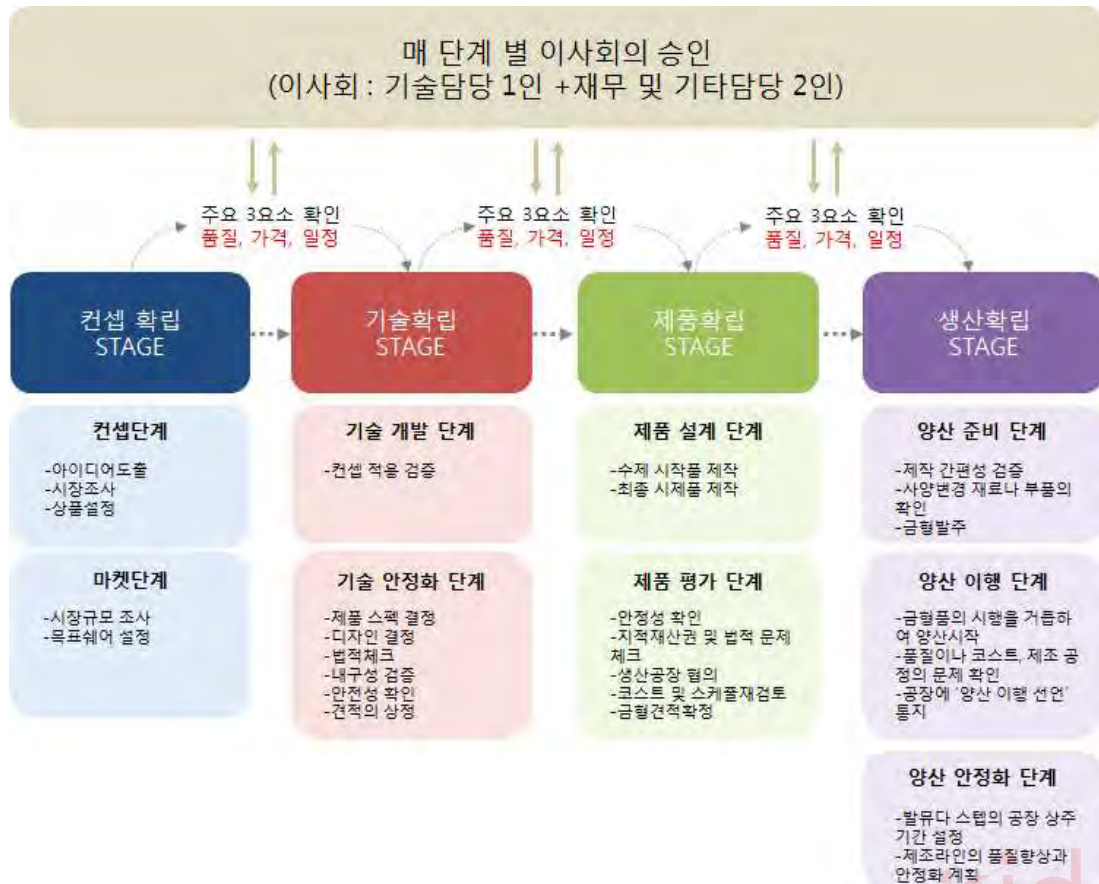 매 단계 별 이사회의 승인
(이사회 : 기술담당 1인 +재무 및 기타담당 2인)
주요 3요소 확인
품질, 가격, 일정
주요 3요소 확인
품질, 가격, 일정
주요 3요소 확인
품질, 가격, 일정
컨셉 확립
STAGE
기술확립
STAGE
제품확립
STAGE
생산확립
STAGE
컨셉단계
-아이디어도출
-시장조사
-상품설정
기술 개발 단계
-컨셉 적용 검증
제품 설계 단계
-수제 시작품 제작
-최종 시제품 제작
양산 준비 단계
-제작 간편성 검증
-사양변경 재료나 부품의
확인
-금형발주
마켓단계
-시장규모 조사
-목표쉐어 설정
기술 안정화 단계
-제품 스펙 결정
-디자인 결정
-법적체크
-내구성 검증
-안전성 확인
-견적의 상정
제품 평가 단계
-안정성 확인
-지적재산권 및 법적 문제
체크
-생산공장 협의
-코스트 및 스케쥴재검토
-금형견적확정
양산 이행 단계
-금형품의 시행을 거듭하
여 양산시작
-품질이나 코스트, 제조 공
정의 문제 확인
-공장에 '양산 이행 선언'
통지
양산 안정화 단계
-발뮤다 스텝의 공장 상주
기간 설정
-제조라인의 품질향상과
안정화 계획